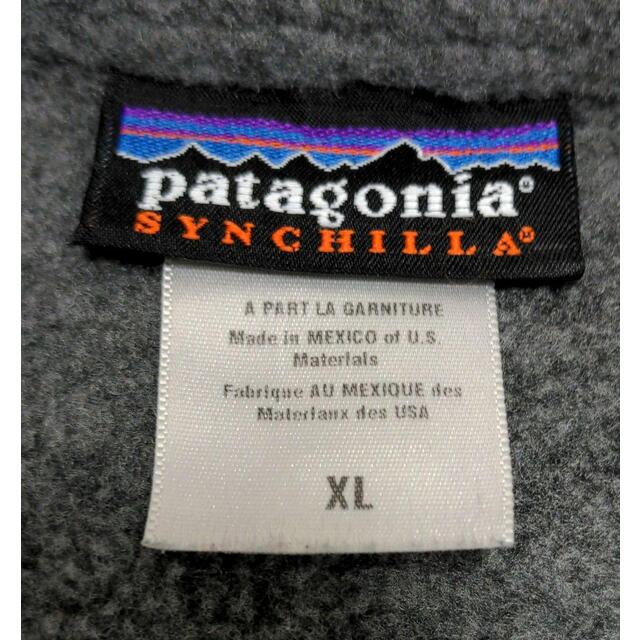 patagonia®
SYNCHILLA®
A PART LA GARNITURE
Made in MEXICO of U.S.
Materials
Fabrique AU MEXIQUE des
Materiaux des USA
XL